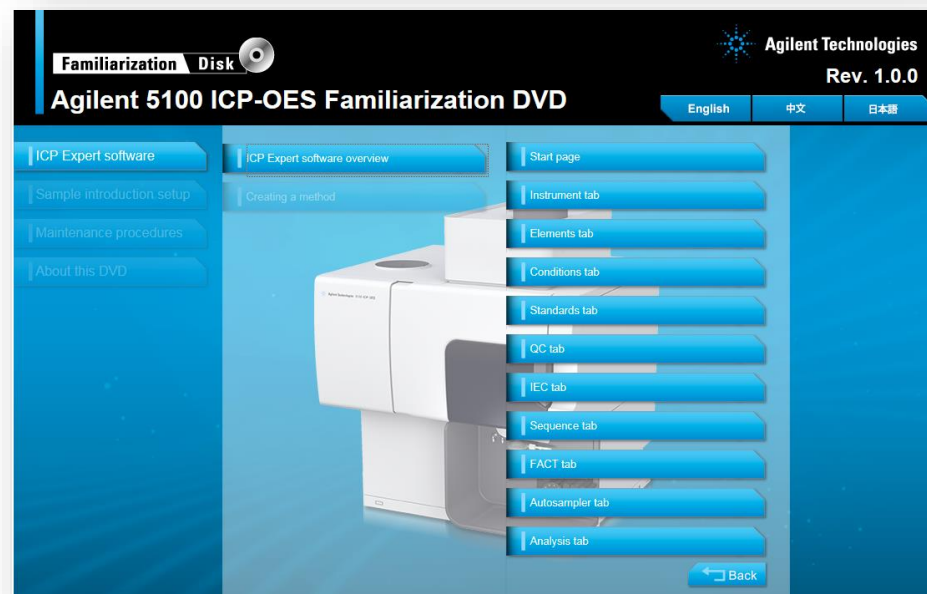 Familiarization Disk
Agilent 5100 ICP-OES Familiarization DVD
Agilent Technologies
Rev. 1.0.0
English
中文
日本語
ICP Expert software
Sample introduction setup
Maintenance procedures
About this DVD
ICP Expert software overview
Creating a method
Start page
Instrument tab
Elements tab
Conditions tab
Standards tab
QC tab
IEC tab
Sequence tab
FACT tab
Autosampler tab
Analysis tab
Back